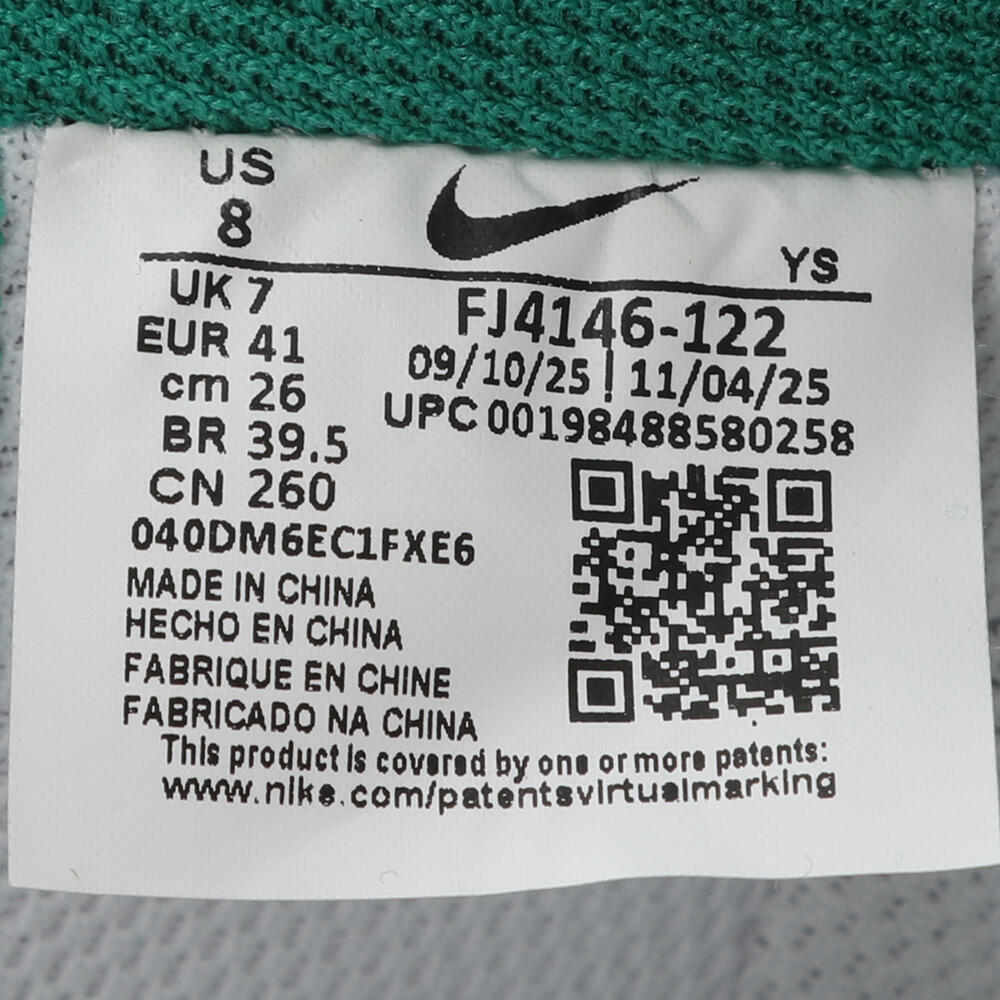 US
8
YS
UK 7
EUR 41
cm 26
BR 39.5
CN 260
FJ4146-122
09/10/25 | 11/04/25
UPC 00198488580258
040DM6EC1FXE6
MADE IN CHINA
HECHO EN CHINA
FABRIQUE EN CHINE
FABRICADO NA CHINA
This product is covered by one or more patents:
www.nike.com/patentsvirtualmarking